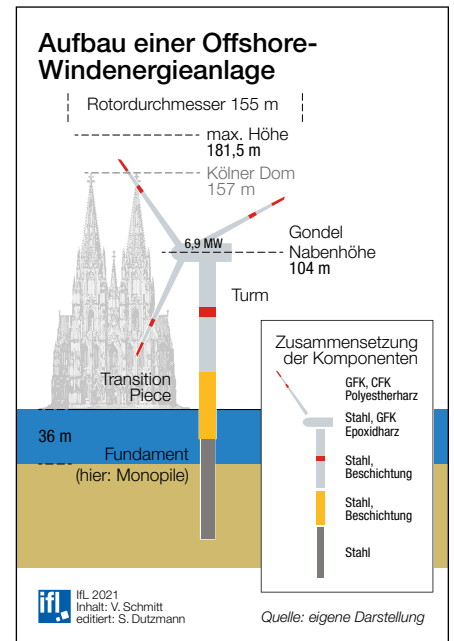 Aufbau einer Offshore-
Windenergieanlage
Rotordurchmesser 155 m
max. Höhe
181,5 m
Kölner Dom
157 m
6,9 MW
Gondel
Nabenhöhe
104 m
Turm
Transition
Piece
36 m
Fundament
(hier: Monopile)
Zusammensetzung
der Komponenten
GFK, CFK
Polyestherharz
Stahl, GFK
Epoxidharz
Stahl,
Beschichtung
Stahl,
Beschichtung
Stahl
ifl
IfL 2021
Inhalt: V. Schmitt
editiert: S. Dutzmann
Quelle: eigene Darstellung